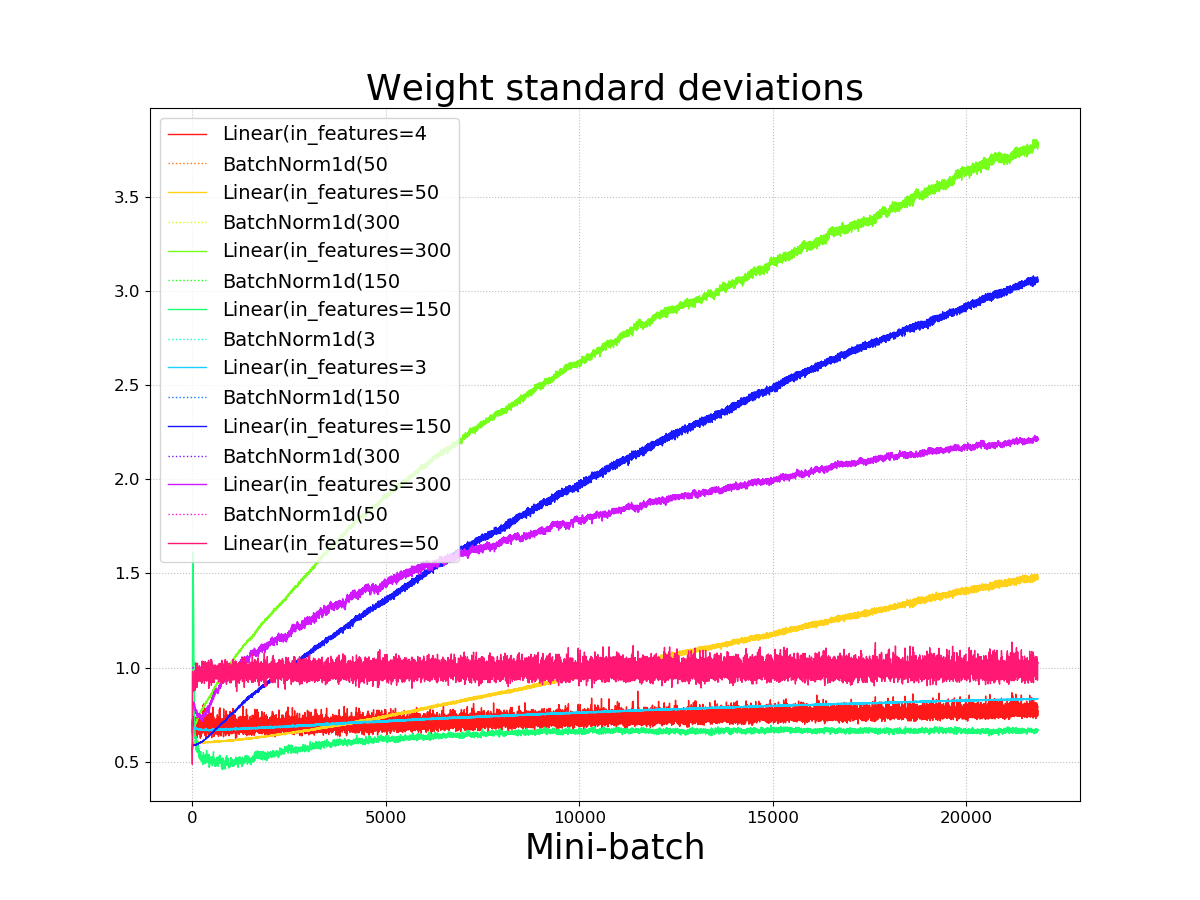 Weight standard deviations
Linear(in_features=4
BatchNorm1d(50
Linear(in_features=50
BatchNorm1d(300
Linear(in_features=300
BatchNorm1d(150
Linear(in_features=150
BatchNorm1d(3
Linear(in_features=3
BatchNorm1d(150
Linear(in_features=150
BatchNorm1d(300
Linear(in_features=300
BatchNorm1d(50
Linear(in_features=50
3.5
3.0
2.5
2.0
1.5
1.0
0.5
0 5000 10000 15000 20000
Mini-batch